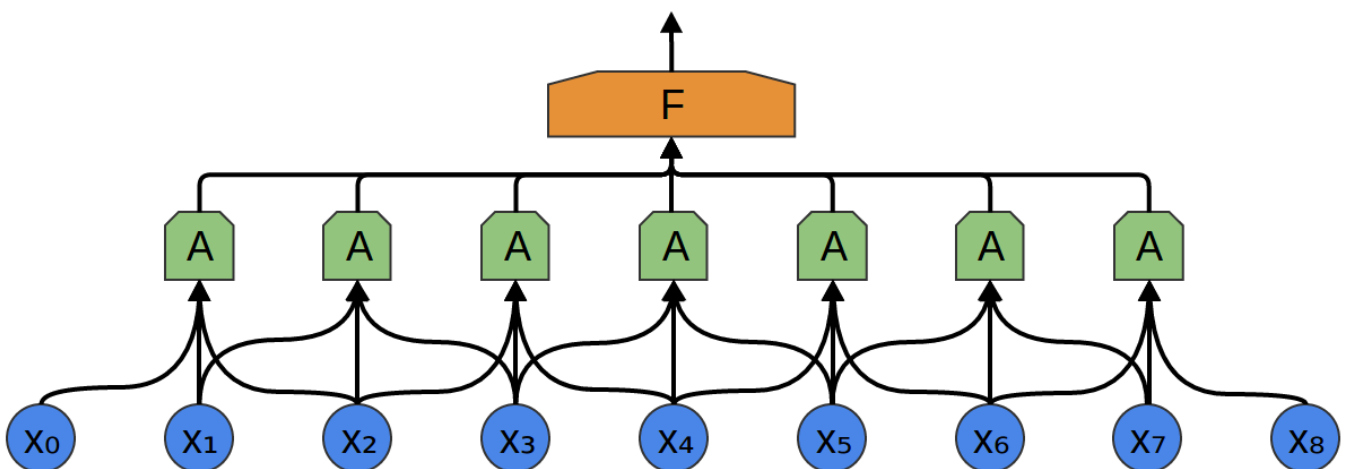 F
A A A A A A A
x₀ x₁ x₂ x₃ x₄ x₅ x₆ x₇ x₈